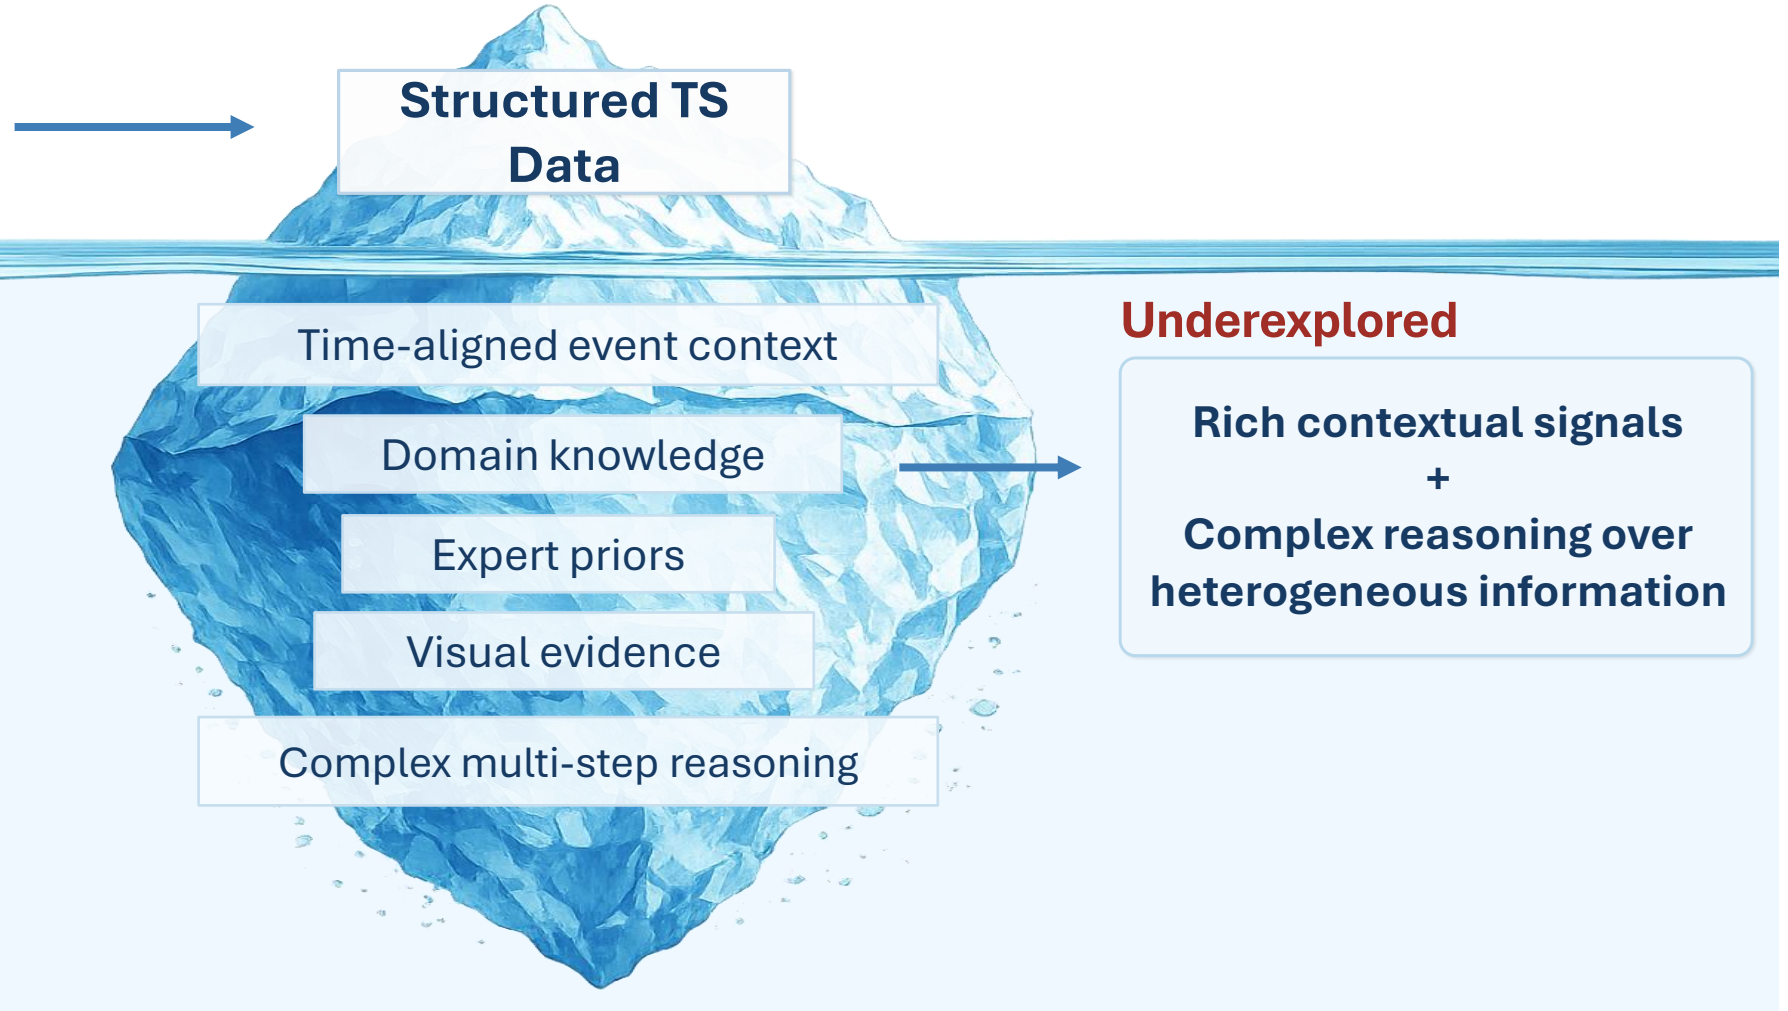 Structured TS
Data
Time-aligned event context
Domain knowledge
Expert priors
Visual evidence
Complex multi-step reasoning
Underexplored
Rich contextual signals
+
Complex reasoning over
heterogeneous information